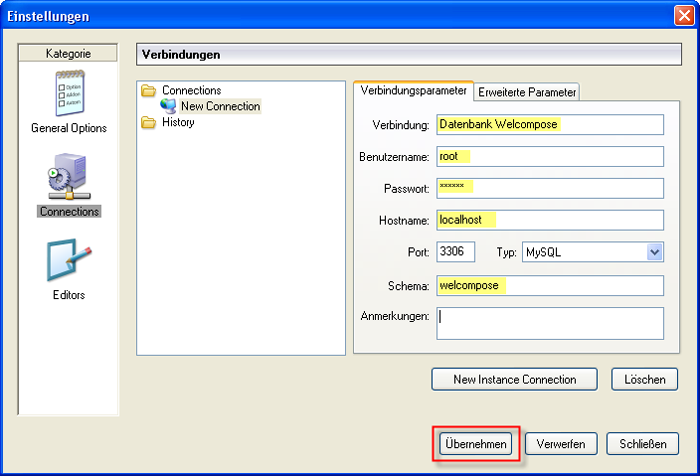 Einstellungen
Kategorie
General Options
Connections
Editors
Verbindungen
Connections
New Connection
History
Verbindungsparameter
Erweiterte Parameter
Verbindung: Datenbank Welcompose
Benutzername: root
Passwort: ******
Hostname: localhost
Port: 3306 Typ: MySQL
Schema: welcompose
Anmerkungen:
New Instance Connection Löschen
Übernehmen Verwerfen Schließen